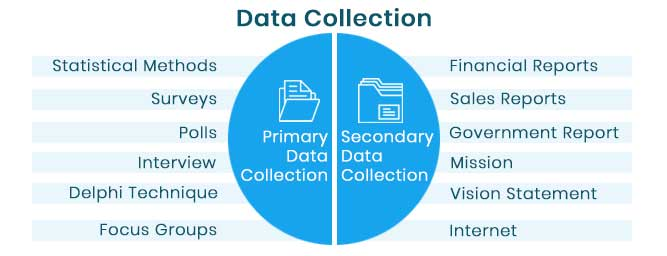 Data Collection
Statistical Methods
Surveys
Polls
Interview
Delphi Technique
Focus Groups
Primary
Data
Collection
Secondary
Data
Collection
Financial Reports
Sales Reports
Government Report
Mission
Vision Statement
Internet